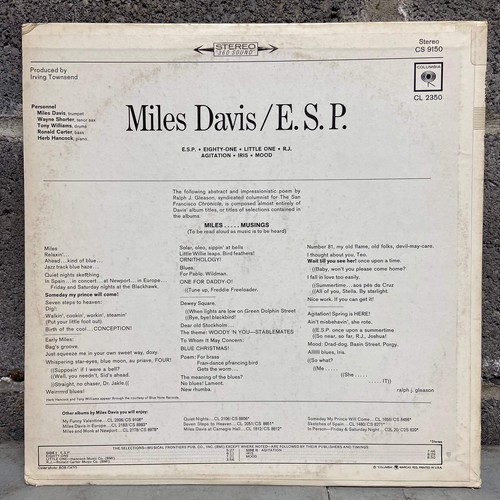 STEREO
"360 SOUND"
Stereo
CS 9150
COLUMBIA
CL 2350
Produced by
Irving Townsend
Personnel
Miles Davis, trumpet
Wayne Shorter, tenor sax
Tony Williams, drums
Ronald Carter, bass
Herb Hancock, piano
Miles Davis/E.S.P.
E.S.P. • EIGHTY-ONE • LITTLE ONE • R.J.
AGITATION • IRIS • MOOD
The following abstract and impressionistic poem by
Ralph J. Gleason, syndicated columnist for The San
Francisco Chronicle, is composed almost entirely of
Davis' album titles, or titles of selections contained in
the albums.
MILES ..... MUSINGS
(To be read aloud as music is to be heard)
Miles
Relaxin'...
Ahead...kind of blue...
Jazz track blue haze...
Quiet nights sketching
In Spain...in concert...at Newport...in Europe...
Friday and Saturday nights at the Blackhawk.
Someday my prince will come!
Seven steps to heaven:
Dig!:
Walkin', cookin', workin', steamin'
(Put your little foot out).
Birth of the cool....CONCEPTION!
Early Miles:
Bag's groove.
Just squeeze me in your own sweet way, doxy.
Whispering star-eyes, blue moon, au privave, FOUR!
((Suppose if I were a bell?
((Well, you needn't, Sid's ahead.
((Straight, no chaser, Dr. Jakle.((
Wairrrrd blues!
Herb Hancock and Tony Williams appear through the courtesy of Blue Note Records.
Solar, oleo, sippin' at bells
Little Willie leaps. Bird feathers!
ORNITHOLOGY!
Blues.
For Pablo. Wildman.
ONE FOR DADDY-O!
((Tune up, Freddie Freeloader.
Dewey Square.
((When lights are low on Green Dolphin Street
((Bye, bye! blackbird!
Dear old Stockholm...
The theme: WOODY 'N YOU—STABLEMATES
To Whom It May Concern:
BLUE CHRISTMAS!
Poem: For brass
Fran-dance francing bird
Gets the worm...
The meaning of the blues?
No blues! Lament.
New rhumba.
Number 81, my old flame, old folks, devil-may-care.
I thought about you, Teo.
Wait till you see her! once upon a time.
((Baby, won't you please come home?
I fall in love too easily
((Summertime...aos pés da Cruz
((All of you, Stella. By starlight.
Nice work. If you can get it!
Agitation! Spring is HERE!
Ain't misbehavin', she rote.
((E.S.P. once upon a summertime
((So near, so far, R.J., Joshua!
Mood: Drad-dog. Basin Street. Porgy.
Alllllll blues, Iris.
((So what?
((Me....
((She....
IT))
ralph j. gleason
Other albums by Miles Davis you will enjoy:
My Funny Valentine
Miles Davis in Europe
Miles and Monk at Newport
Quiet Nights
Seven Steps to Heaven
Miles Davis at Carnegie Hall
Someday My Prince Will Come
Sketches of Spain
In Person—Friday and Saturday Night